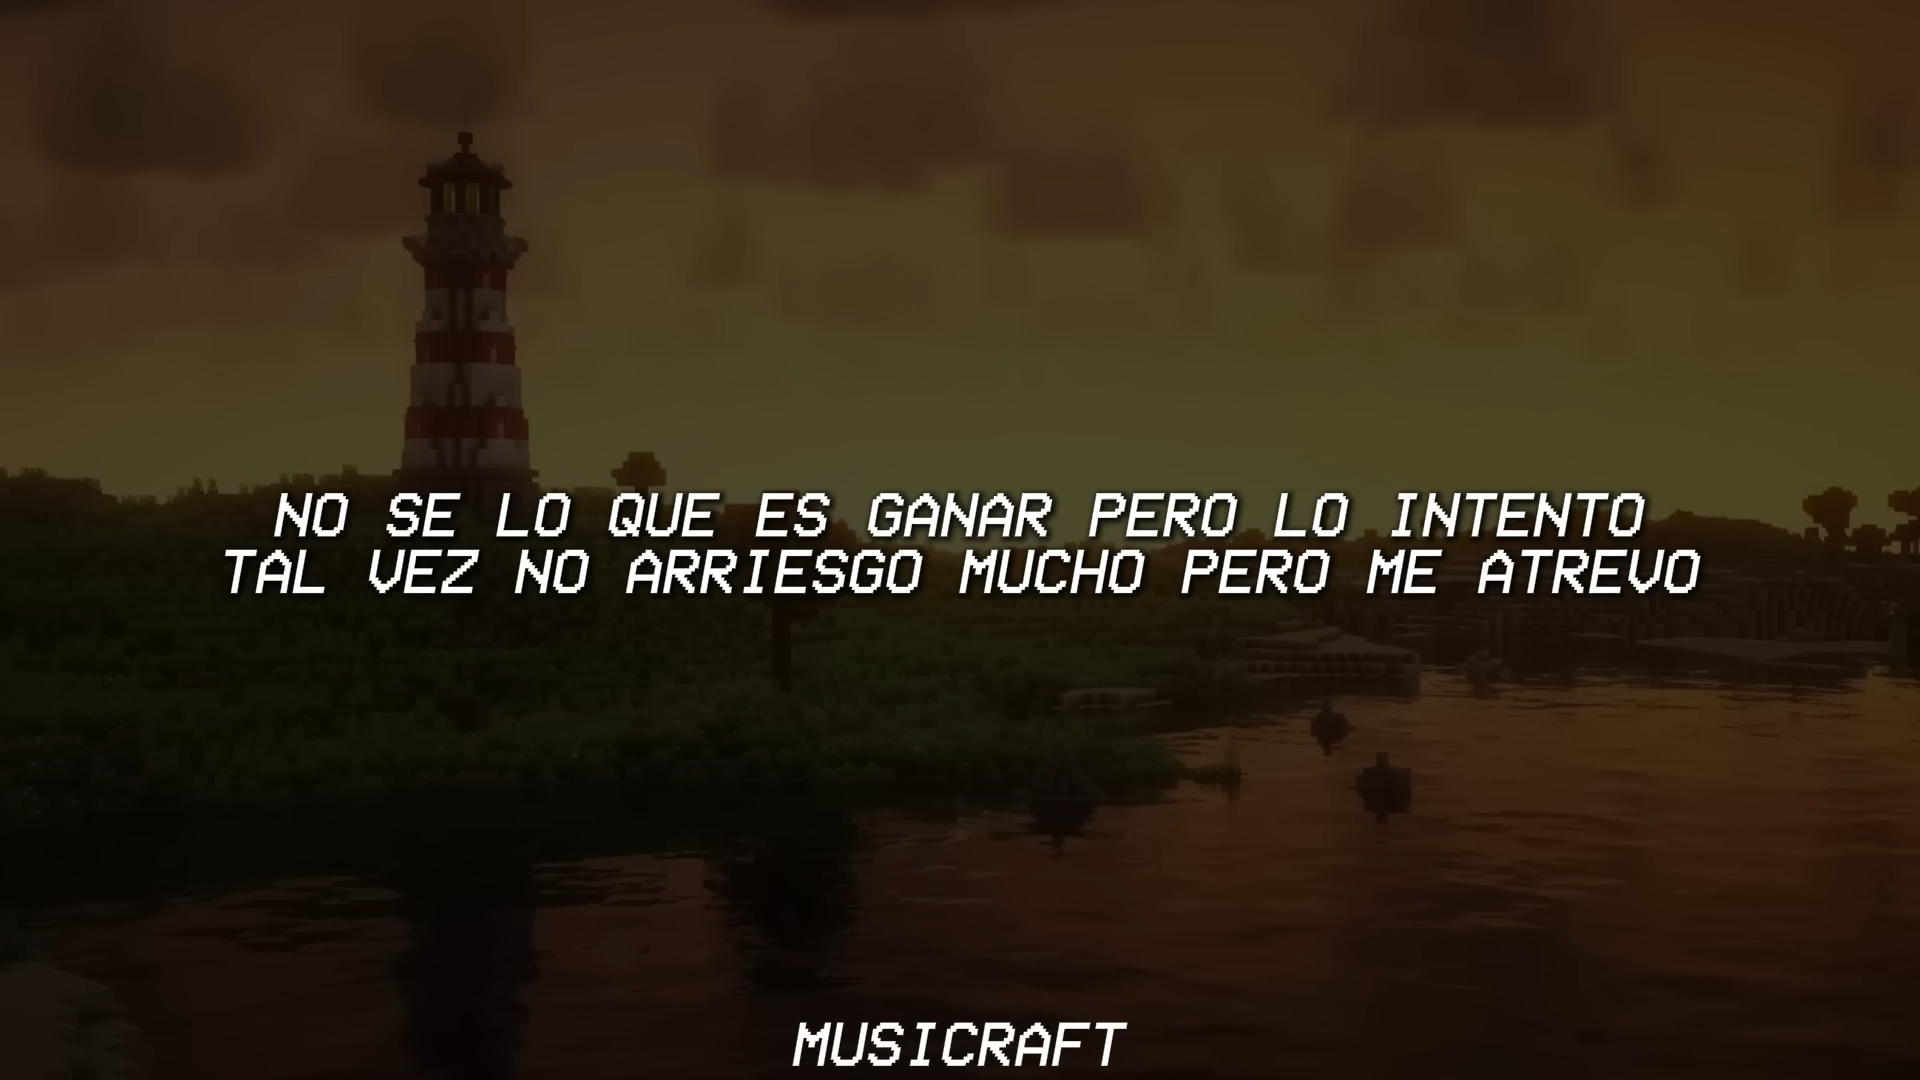 NO SE LO QUE ES GANAR PERO LO INTENTO
TAL VEZ NO ARRIESGO MUCHO PERO ME ATREVO
MUSICRAFT